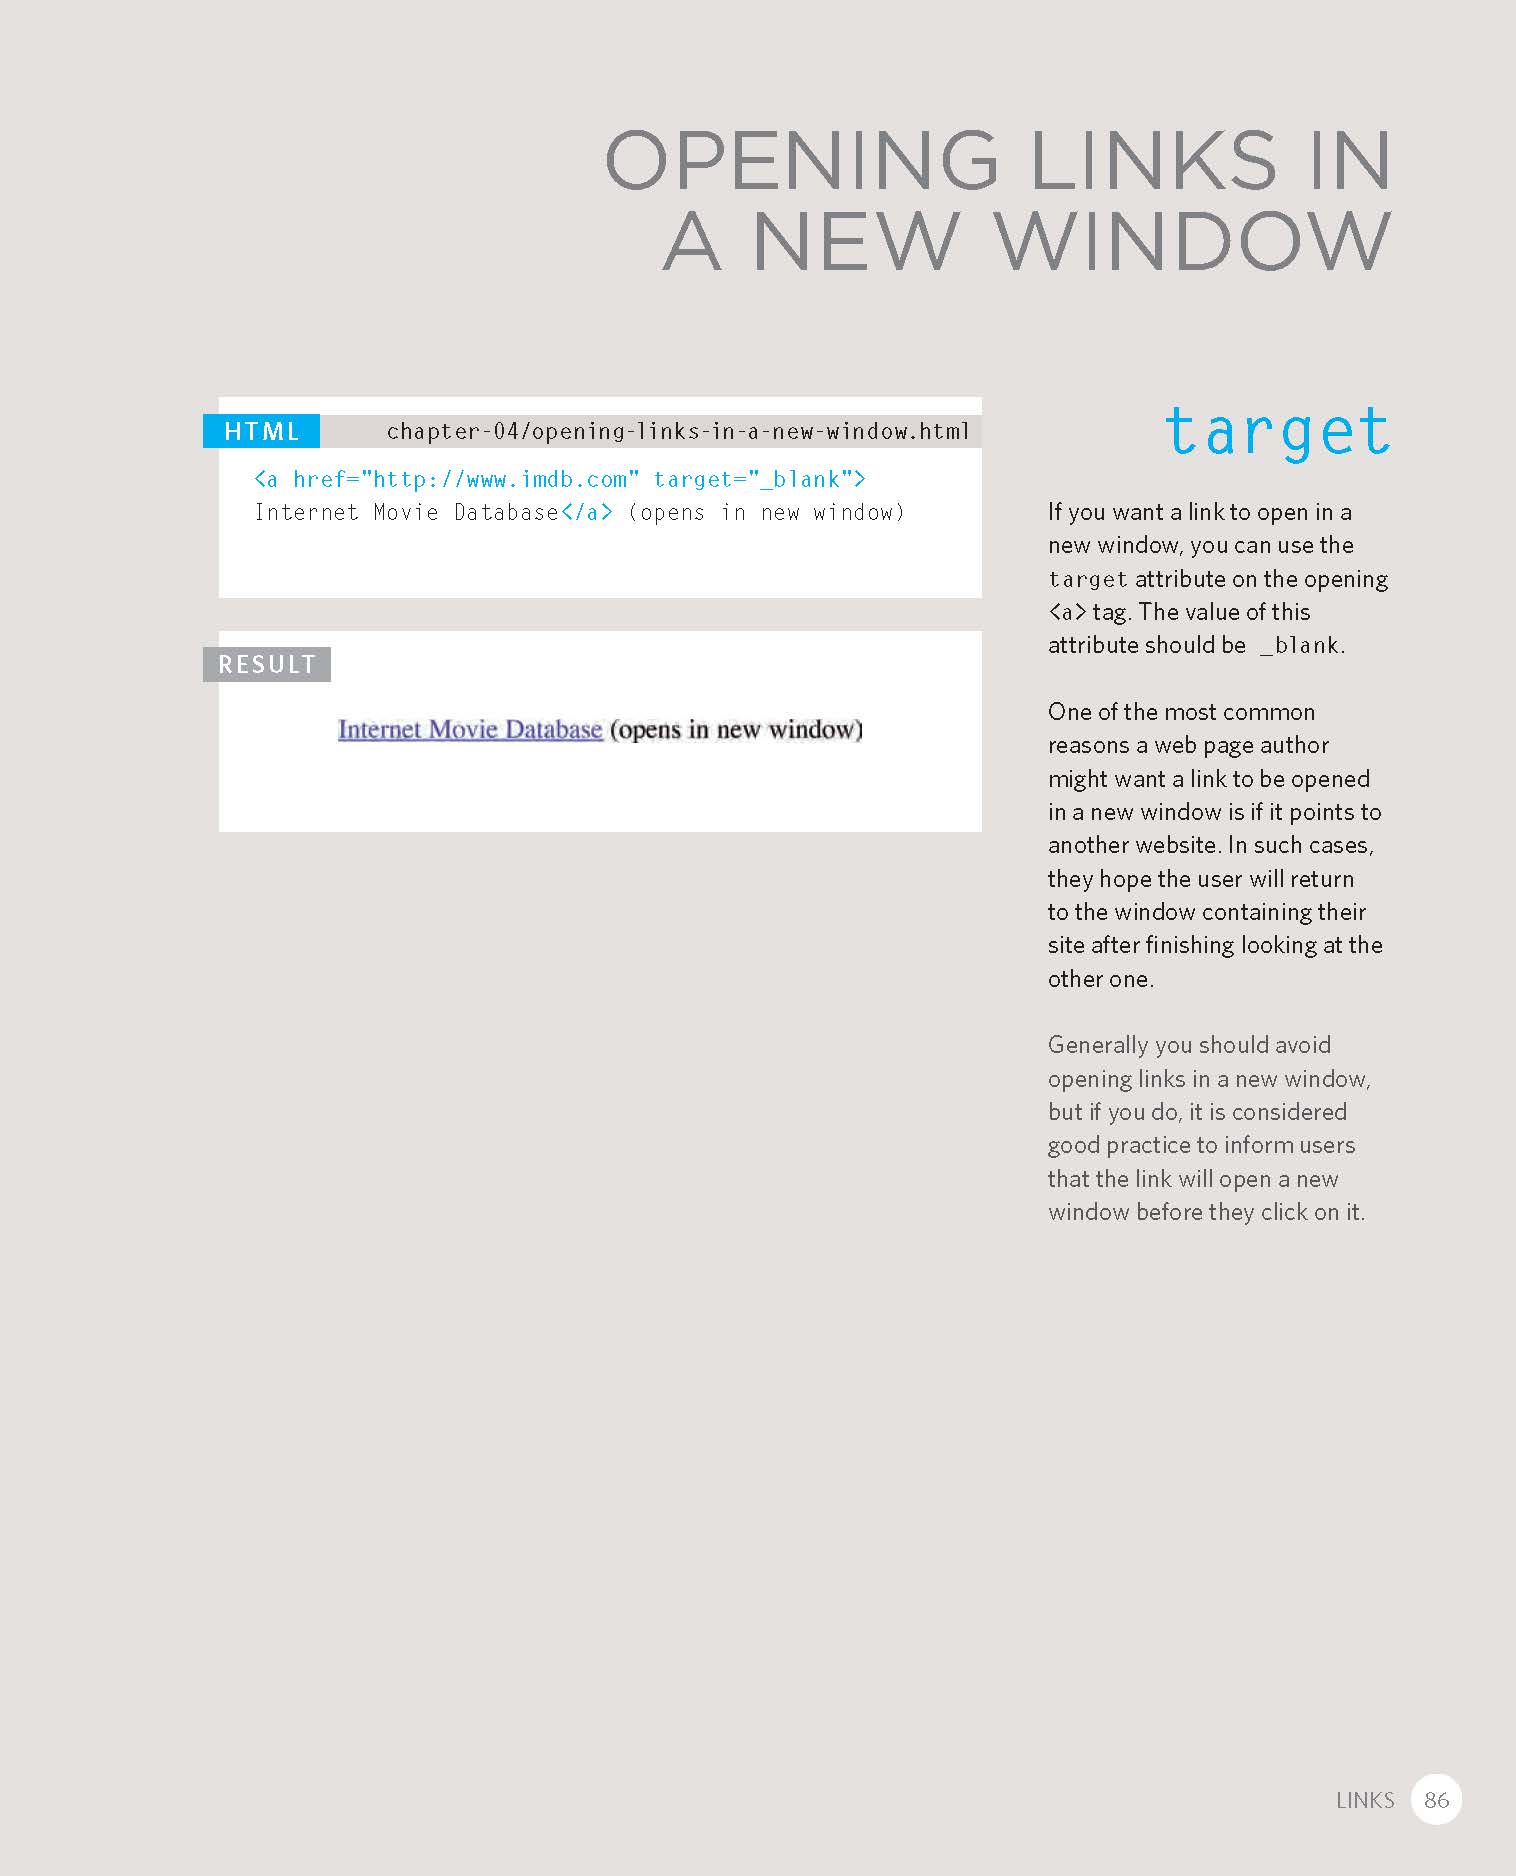 OPENING LINKS IN
A NEW WINDOW
HTML
chapter-04/opening-links-in-a-new-window.html
<a href="http://www.imdb.com" target="_blank">
Internet Movie Database</a> (opens in new window)
RESULT
Internet Movie Database (opens in new window)
target
If you want a link to open in a
new window, you can use the
target attribute on the opening
<a> tag. The value of this
attribute should be _blank.
One of the most common
reasons a web page author
might want a link to be opened
in a new window is if it points to
another website. In such cases,
they hope the user will return
to the window containing their
site after finishing looking at the
other one.
Generally you should avoid
opening links in a new window,
but if you do, it is considered
good practice to inform users
that the link will open a new
window before they click on it.
LINKS 86